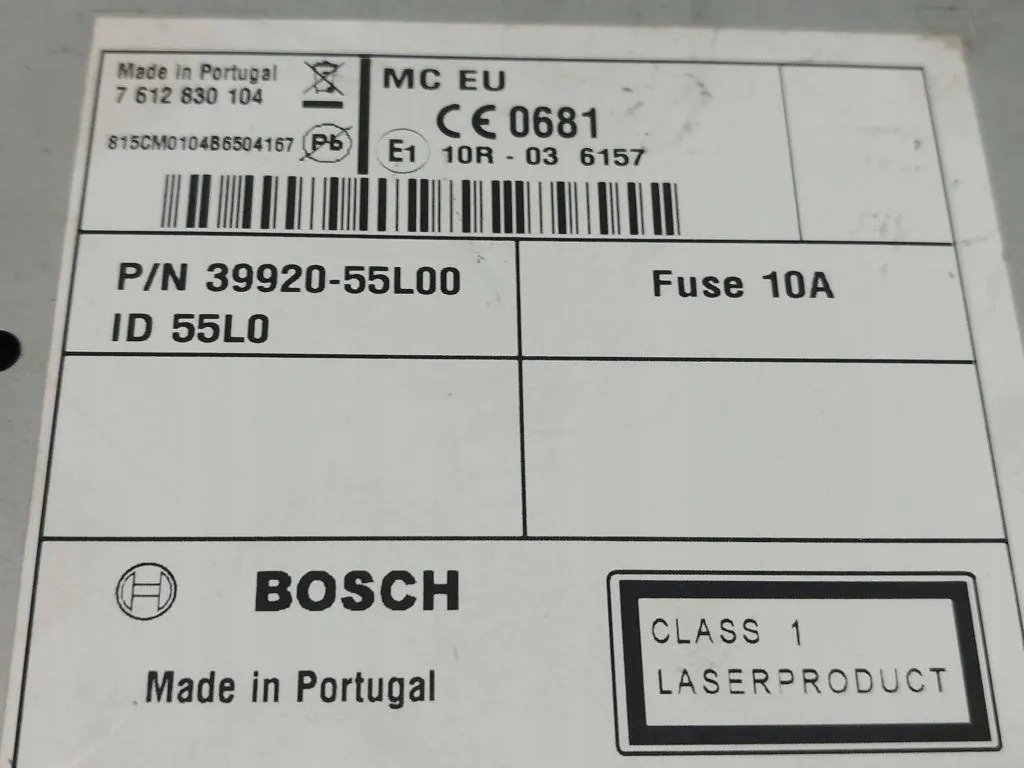 Made in Portugal
7 612 830 104
815CM0104B6504167
Pb
MC EU
CE 0681
E1 10R - 03 6157
P/N 39920-55L00
ID 55L0
Fuse 10A
BOSCH
Made in Portugal
CLASS 1
LASERPRODUCT